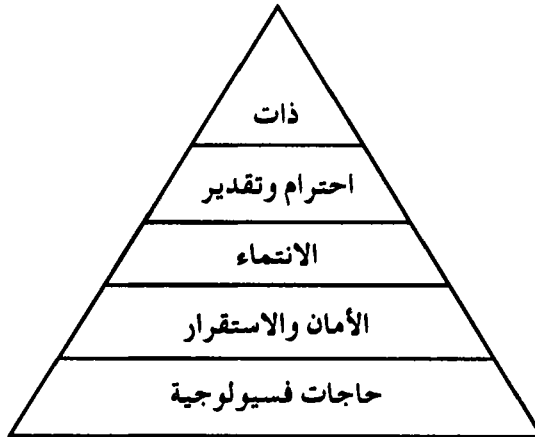 ذات
احترام وتقدير
الانتماء
الأمان والاستقرار
حاجات فسيولوجية